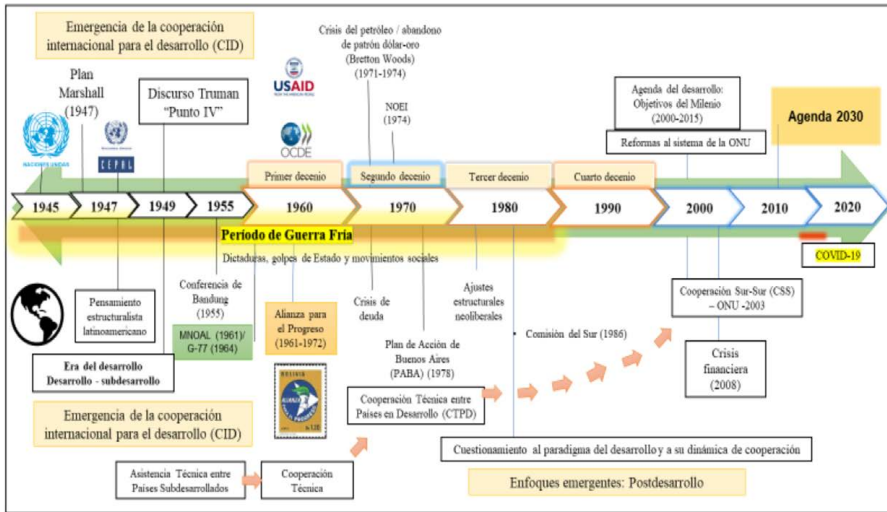 Emergencia de la cooperación
internacional para el desarrollo (CID)
Plan
Marshall
(1947)
Discurso Truman
“Punto IV”
NACIONES UNIDAS
CEPAL
USAID
OCDE
Crisis del petróleo / abandono
de patrón dólar-oro
(Bretton Woods)
(1971-1974)
NOEI
(1974)
Agenda del desarrollo:
Objetivos del Milenio
(2000-2015)
Reformas al sistema de la ONU
Agenda 2030
Primer decenio
Segundo decenio
Tercer decenio
Cuarto decenio
1945
1947
1949
1955
1960
1970
1980
1990
2000
2010
2020
Período de Guerra Fría
Dictaduras, golpes de Estado y movimientos sociales
COVID-19
Pensamiento
estructuralista
latinoamericano
Conferencia de
Bandung
(1955)
MNOAL (1961)/
G-77 (1964)
Alianza para
el Progreso
(1961-1972)
Crisis de
deuda
Ajustes
estructurales
neoliberales
Plan de Acción de
Buenos Aires
(PABA) (1978)
Comisión del Sur (1986)
Cooperación Sur-Sur (CSS)
– ONU -2003
Crisis
financiera
(2008)
Era del desarrollo
Desarrollo - subdesarrollo
BOLIVIA
ALIANZA
Cooperación Técnica entre
Países en Desarrollo (CTPD)
Emergencia de la cooperación
internacional para el desarrollo (CID)
Cuestionamiento al paradigma del desarrollo y a su dinámica de cooperación
Asistencia Técnica entre
Países Subdesarrollados
Cooperación
Técnica
Enfoques emergentes: Postdesarrollo